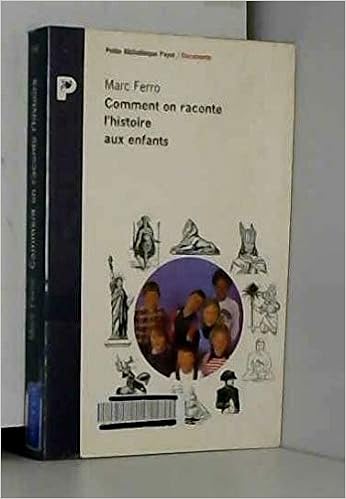 Petite Bibliothèque Payot / Documents
P
Marc Ferro
Comment on raconte
l'histoire
aux enfants
Marc Ferro Comment on raconte l'histoire